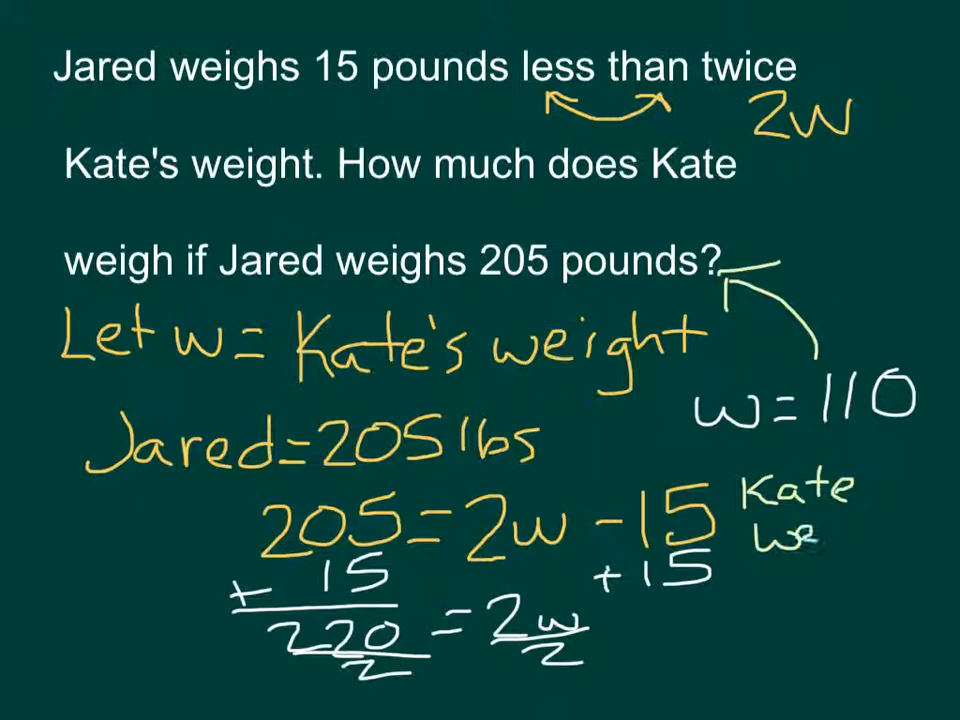 Jared weighs 15 pounds less than twice
2w
Kate's weight. How much does Kate
weigh if Jared weighs 205 pounds?
Let w = Kate's weight
w = 110
Jared = 205 lbs
205 = 2w - 15
Kate
we
+ 15 + 15
220 = 2w
2 2